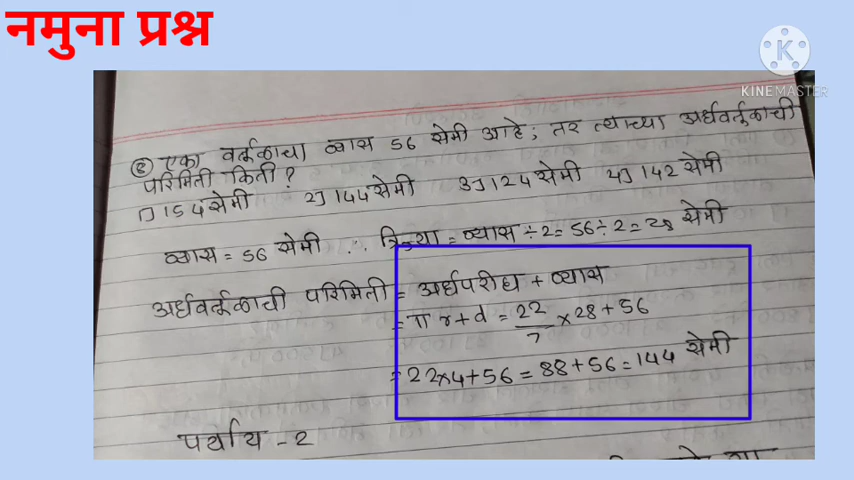 नमुना प्रश्न
KINEMASTER
③ एका वर्तुळाचा व्यास 56 सेमी आहे; तर त्याच्या अर्धवर्तुळाची
परिमिती किती?
1) 154 सेमी 2) 144 सेमी 3) 124 सेमी 4) 142 सेमी
व्यास = 56 सेमी ∴ त्रिज्या = व्यास ÷ 2 = 56 ÷ 2 = 28 सेमी
अर्धवर्तुळाची परिमिती = अर्धपरीघ + व्यास
= π r + d = 22/7 × 28 + 56
= 22×4+56 = 88+56 = 144 सेमी
पर्याय - 2